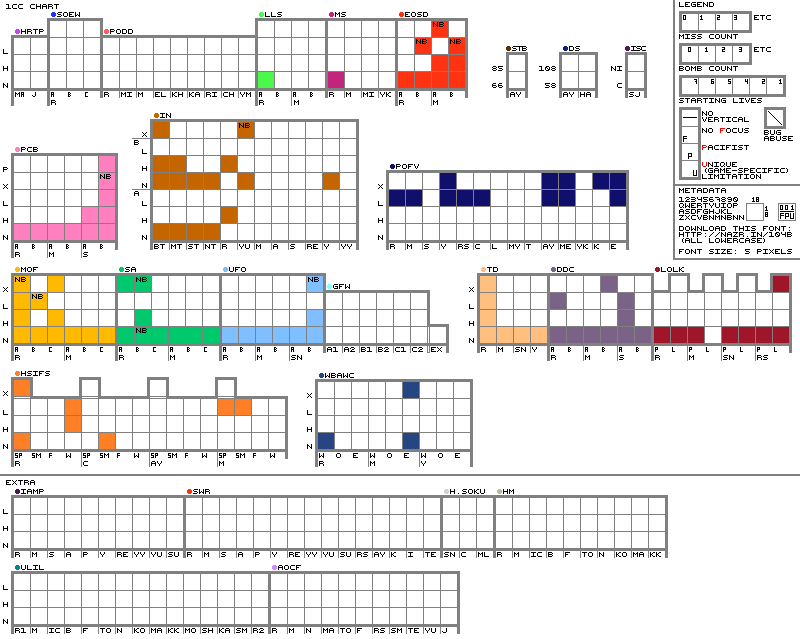 1CC CHART
HRTP
SOEW
PODD
LLS
MS
EOSD
NB
NB NB
L
H
N
MA J
A B C
R
R MI M EL KH KA RI CH YM
A B A B
R M
R M MI YK
A B A B
R M
STB
DS
ISC
85
66
AY
108
58
AY HA
NI
C
SJ
LEGEND
0 1 2 3 ETC
MISS COUNT
0 1 2 3 ETC
BOMB COUNT
7 6 5 4 2 1
STARTING LIVES
NO
VERTICAL
F
NO FOCUS
P
PACIFIST
U
UNIQUE
(GAME-SPECIFIC)
LIMITATION
BUG
ABUSE
METADATA
1234567890
QWERTYUIOP
ASDFGHJKL
ZXCVBNMNBNN
18
18
001
FPU
DOWNLOAD THIS FONT:
HTTP://NAZR.IN/104B
(ALL LOWERCASE)
FONT SIZE: 5 PIXELS
PCB
NB
P
X
L
H
N
A B A B A B
R M S
IN
NB
X
B
L
H
N
A
L
H
N
BT MT ST NT R YU M A S RE Y YY
POFV
X
L
H
N
R M S Y RS C L MY T AY ME YK K E
MOF
NB
NB
X
L
H
N
A B C A B C
R M
SA
NB
NB
A B C A B C
R M
UFO
NB
A B A B A B
R M SN
GFW
A1 A2 B1 B2 C1 C2 EX
TD
X
L
H
N
R M SN Y
DDC
A B A B A B
R M S
LOLK
P L P L P L P L
R M SN RS
HSIFS
X
L
H
N
SP SM F W SP SM F W SP SM F W SP SM F W
R C AY M
WBAWC
X
L
H
N
W O E W O E W O E
R M Y
EXTRA
IAMP
L
H
N
R M S A P Y RE YY YU SU
SWR
R M S A P Y RE YY YU SU RS AY K I TE
H.SOKU
SN C ML
HM
R M IC B F TO N KO MA KK
ULIL
L
H
N
R1 M IC B F TO N KO MA KK MO SH KA SM R2
AOCF
R M N MA TO F RS SM TE YU J